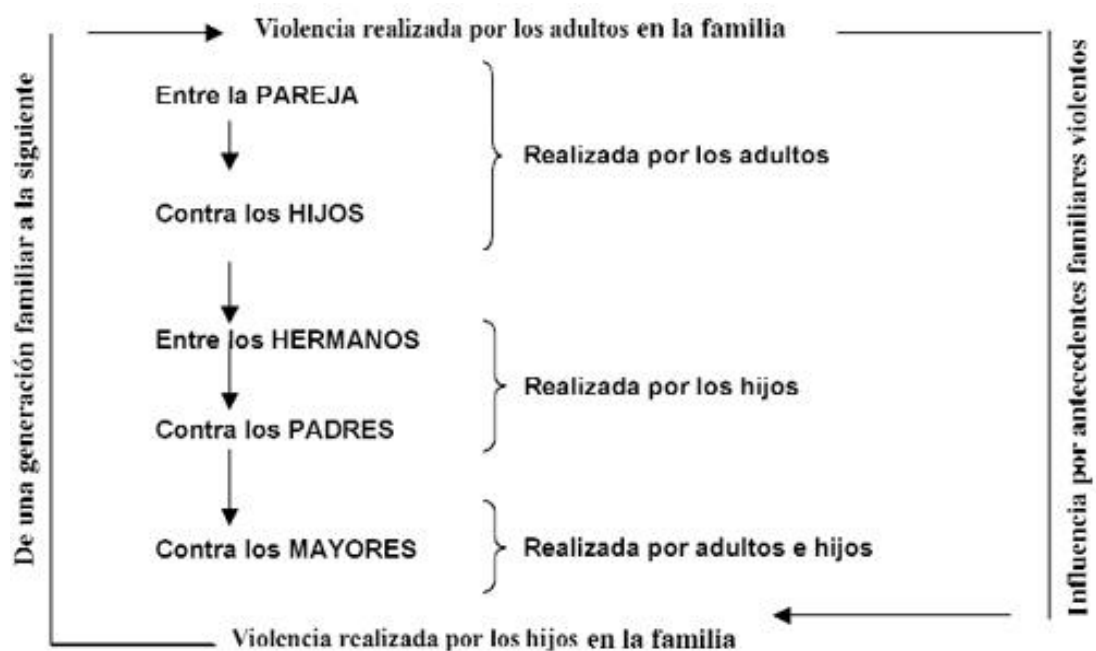 Violencia realizada por los adultos en la familia
De una generación familiar a la siguiente
Entre la PAREJA
Contra los HIJOS
Realizada por los adultos
Entre los HERMANOS
Contra los PADRES
Realizada por los hijos
Contra los MAYORES
Realizada por adultos e hijos
Influencia por antecedentes familiares violentos
Violencia realizada por los hijos en la familia